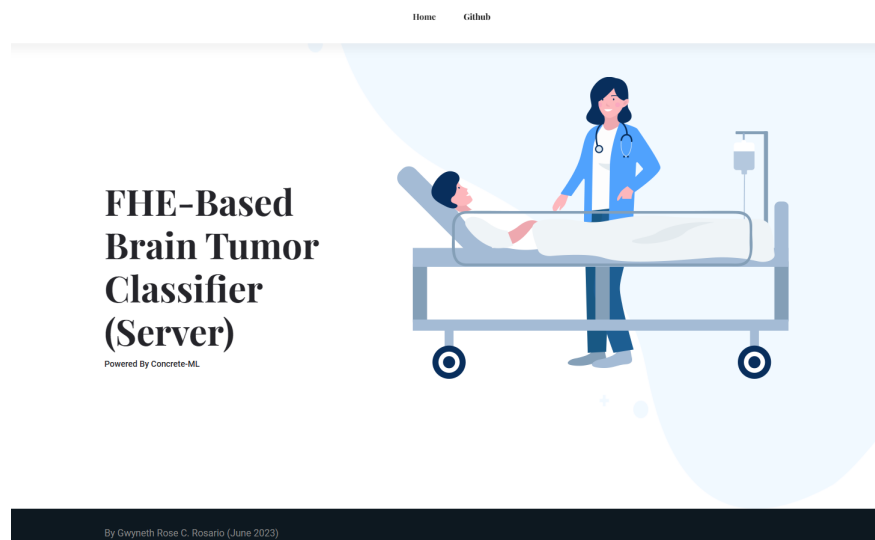 Home Github
FHE-Based
Brain Tumor
Classifier
(Server)
Powered By Concrete-ML
By Gwyneth Rose C. Rosario (June 2023)